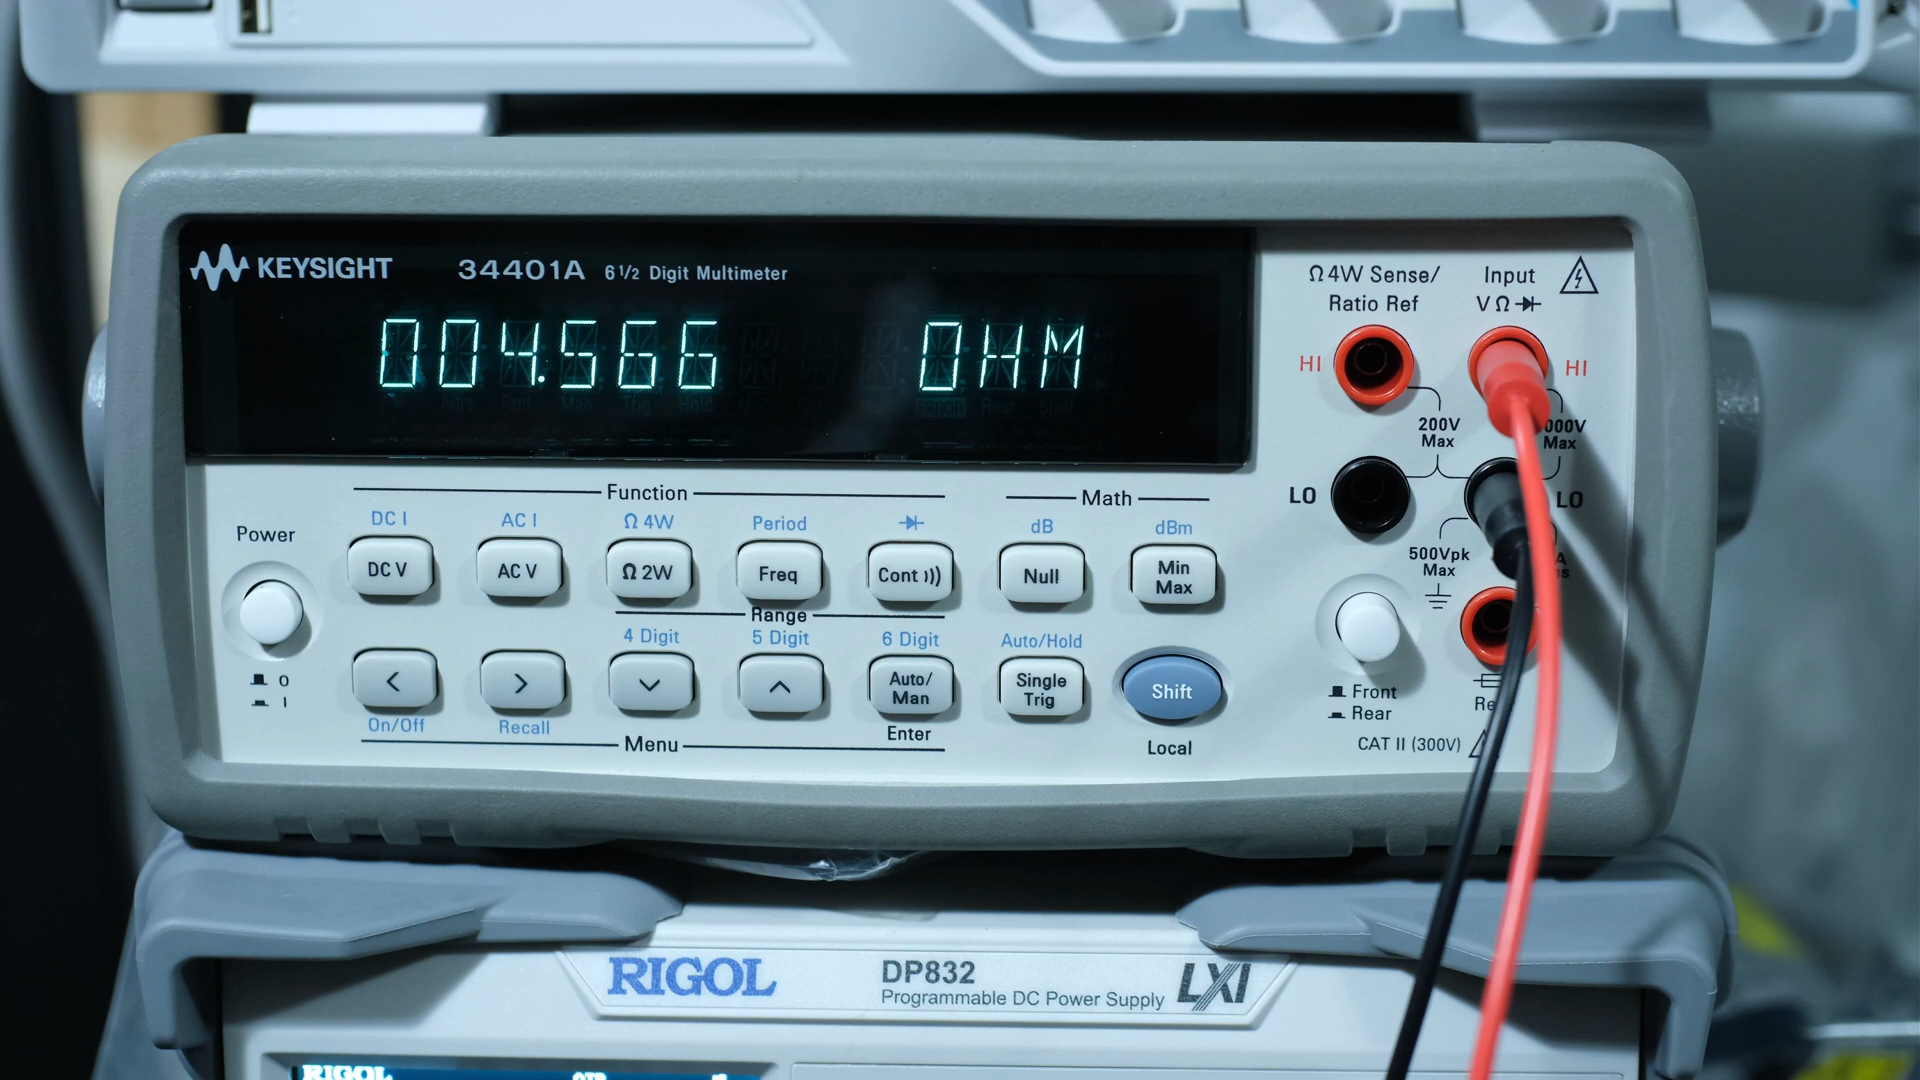 KEYSIGHT 34401A 6½ Digit Multimeter
004.566 OHM
Ω 4W Sense/
Ratio Ref
Input
V Ω
HI
HI
200V
Max
000V
Max
LO
LO
500Vpk
Max
Power
0
I
Function
Math
DC I
AC I
Ω 4W
Period
dB
dBm
DC V
AC V
Ω 2W
Freq
Cont )))
Null
Min
Max
Range
4 Digit
5 Digit
6 Digit
Auto/Hold
<
>
Auto/
Man
Single
Trig
Shift
On/Off
Recall
Enter
Menu
Local
Front
Rear
CAT II (300V)
RIGOL
DP832
Programmable DC Power Supply
LXI
RIGOL